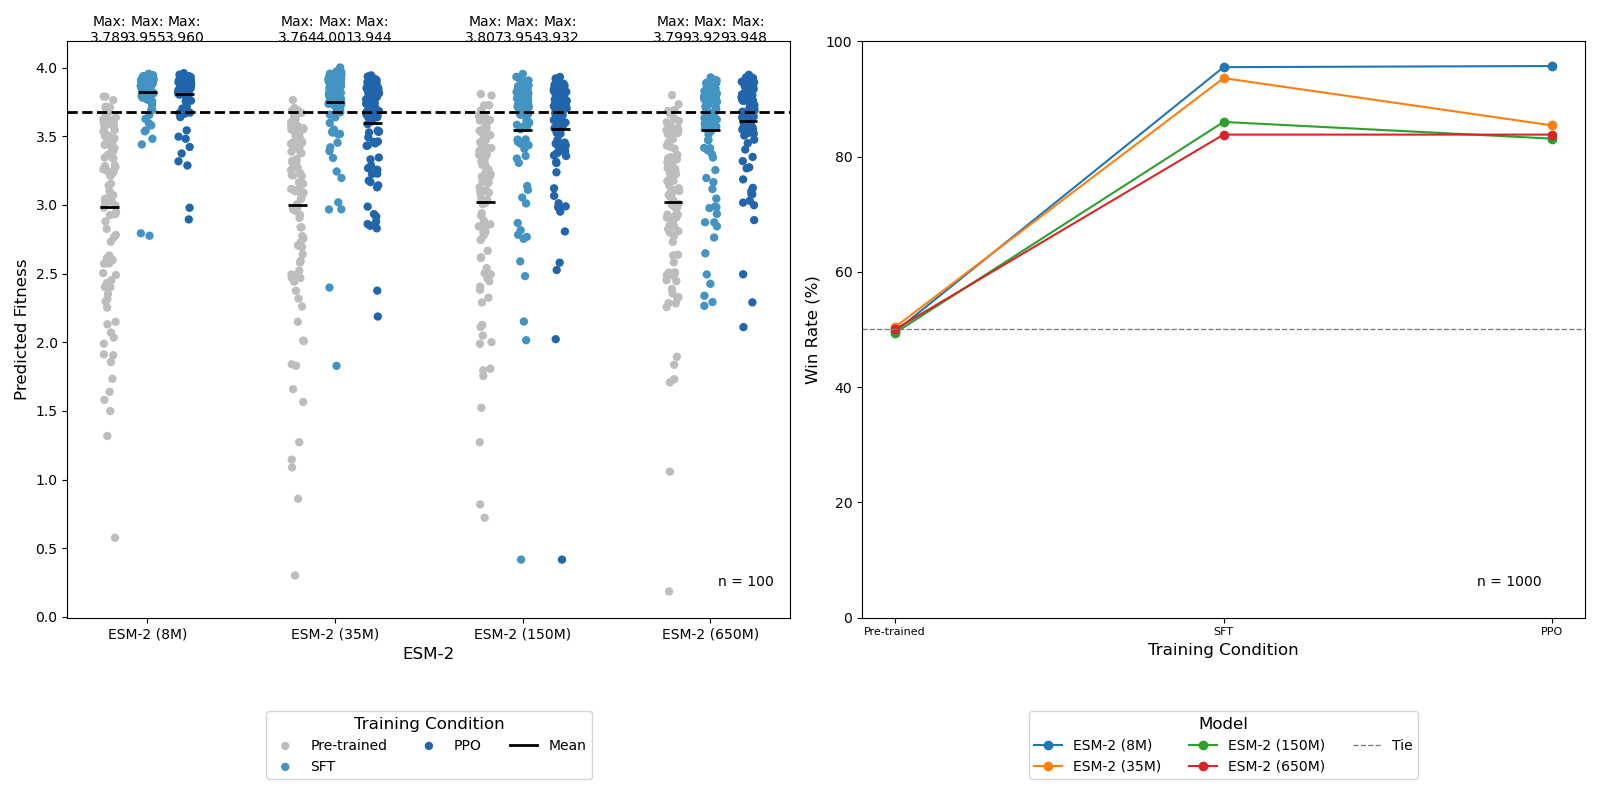 Max: Max: Max: Max: Max: Max: Max: Max: Max: Max: Max: Max:
3.789 3.955 3.960 3.764 4.001 3.944 3.807 3.954 3.932 3.799 3.929 3.948
4.0
3.5
3.0
2.5
2.0
1.5
1.0
0.5
0.0
Predicted Fitness
n = 100
ESM-2 (8M) ESM-2 (35M) ESM-2 (150M) ESM-2 (650M)
ESM-2
Training Condition
Pre-trained PPO Mean
SFT
100
80
60
40
20
0
Win Rate (%)
n = 1000
Pre-trained SFT PPO
Training Condition
Model
ESM-2 (8M) ESM-2 (150M) Tie
ESM-2 (35M) ESM-2 (650M)